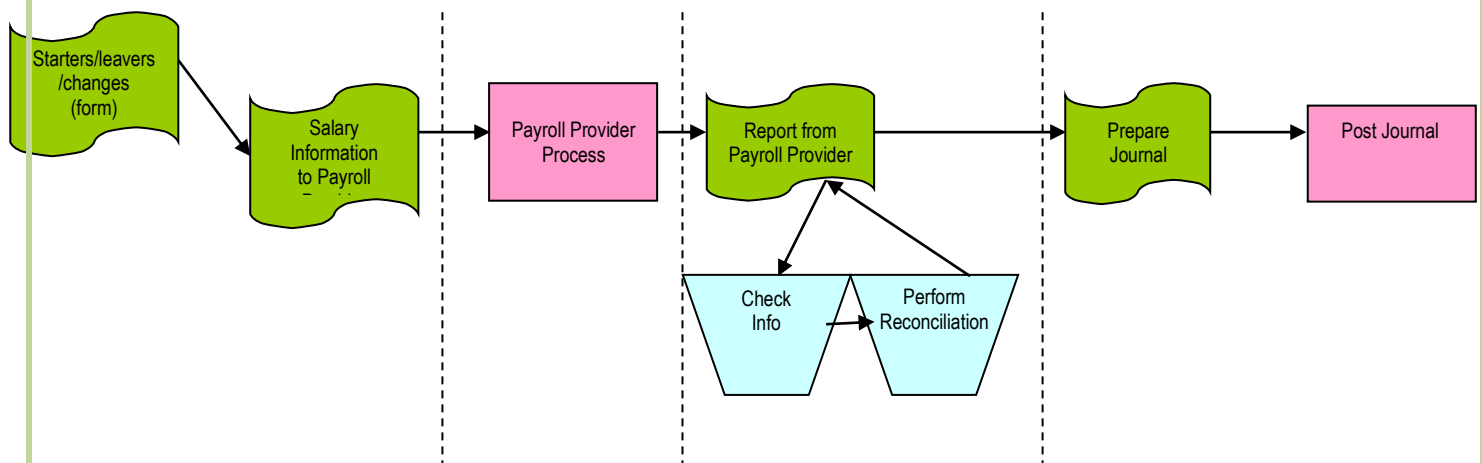 Starters/leavers
/changes
(form)
Salary
Information
to Payroll
Payroll Provider
Process
Report from
Payroll Provider
Check
Info
Perform
Reconciliation
Prepare
Journal
Post Journal